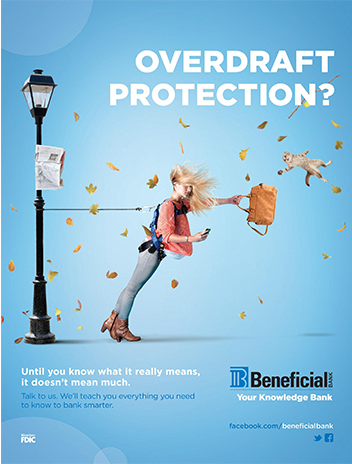 OVERDRAFT
PROTECTION?
Until you know what it really means,
it doesn't mean much.
Talk to us. We'll teach you everything you need
to know to bank smarter.
Beneficial BANK
Your Knowledge Bank
facebook.com/beneficialbank
Member
FDIC